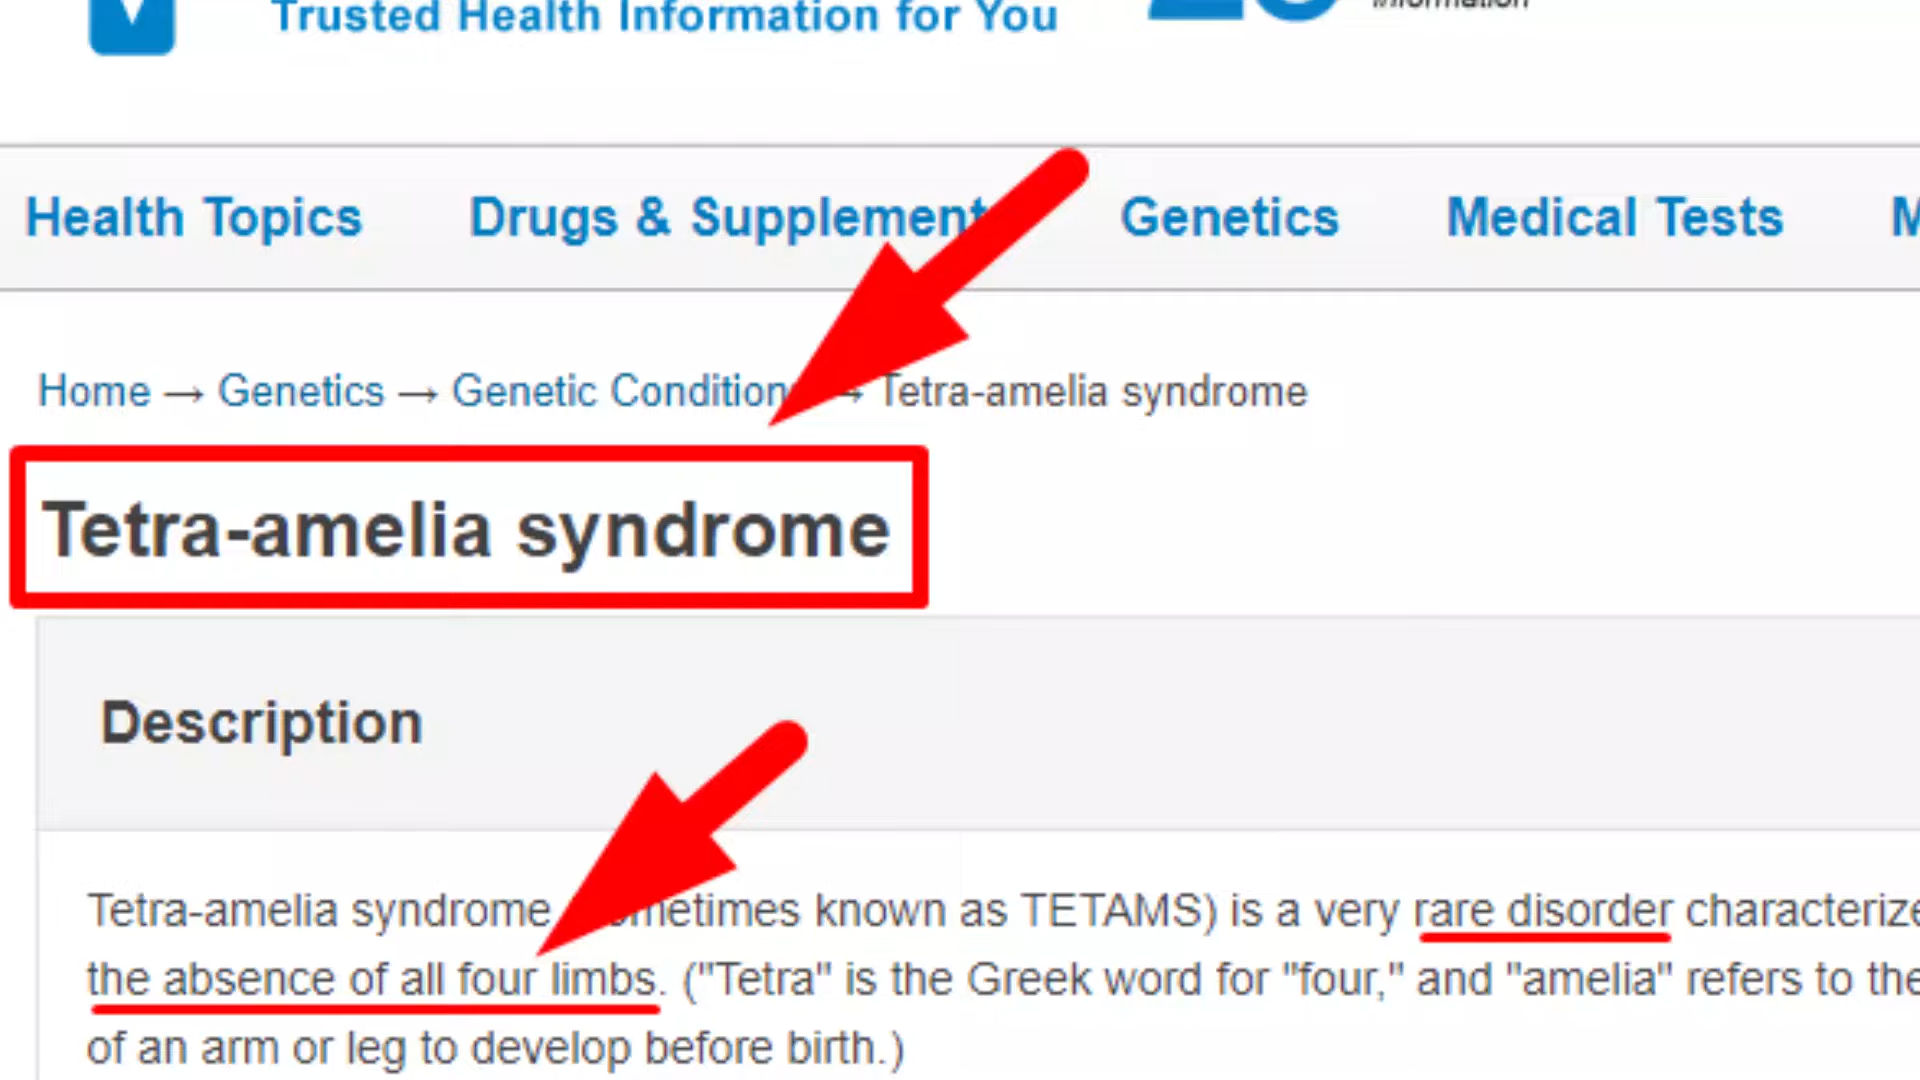 Trusted Health Information for You
information
Health Topics Drugs & Supplement Genetics Medical Tests
Home → Genetics → Genetic Condition → Tetra-amelia syndrome
Tetra-amelia syndrome
Description
Tetra-amelia syndrome known as TETAMS) is a very rare disorder characterize
the absence of all four limbs. ("Tetra" is the Greek word for "four," and "amelia" refers to the
of an arm or leg to develop before birth.)